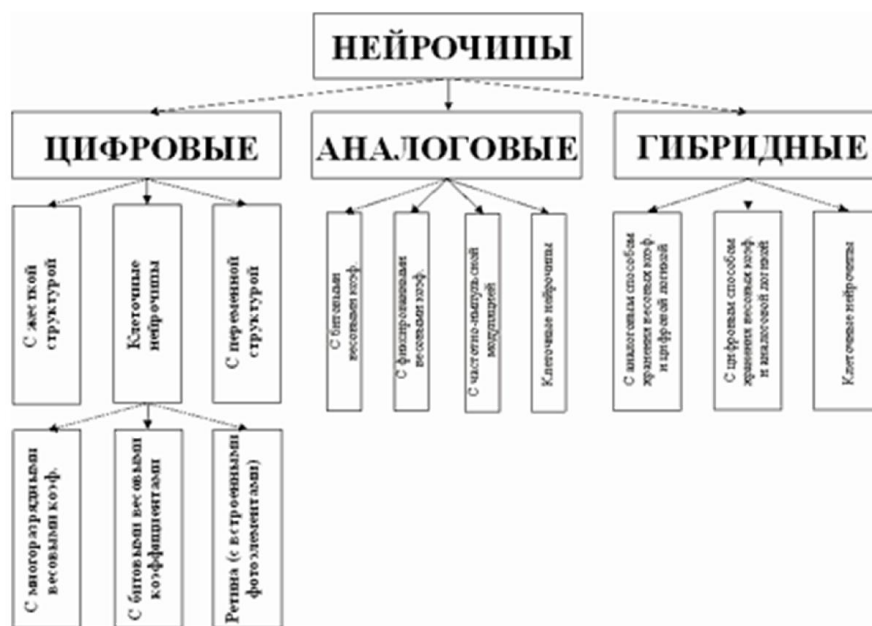 НЕЙРОЧИПЫ
ЦИФРОВЫЕ
АНАЛОГОВЫЕ
ГИБРИДНЫЕ
С жесткой
структурой
Клеточные
нейрочипы
С переменной
структурой
С битовыми
весовыми коэф.
С фиксированными
весовыми коэф.
С частотно-импульсной
модуляцией
Клеточные нейрочипы
С аналоговым способом
хранения весовых коэф.
и цифровой логикой
С цифровым способом
хранения весовых коэф.
и аналоговой логикой
Клеточные нейрочипы
С многоразрядными
весовыми коэф.
С битовыми весовыми
коэффициентами
Ретина (с встроенными
фотоэлементами)